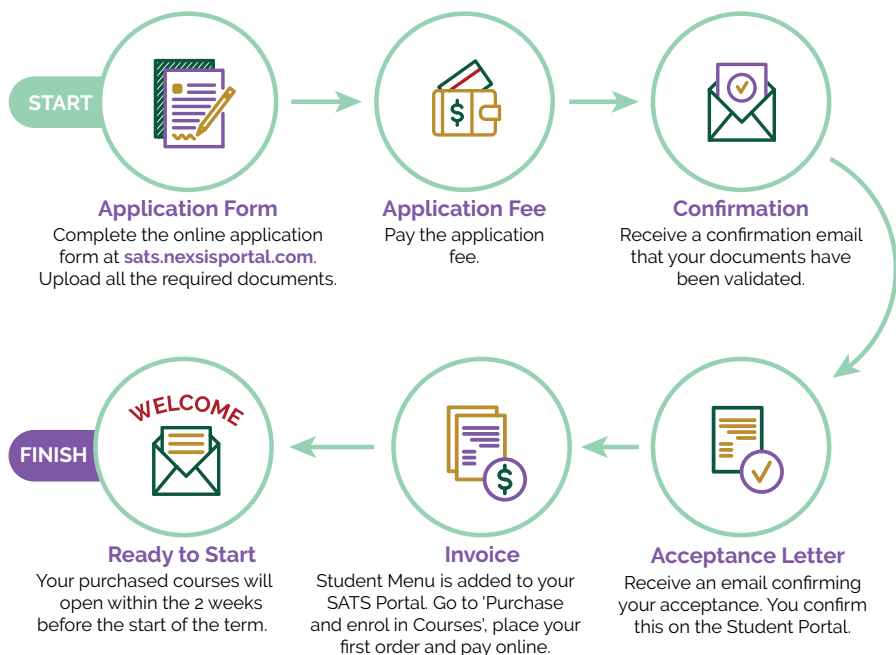 START
Application Form
Complete the online application
form at sats.nexsisportal.com.
Upload all the required documents.
$
Application Fee
Pay the application
fee.
Confirmation
Receive a confirmation email
that your documents have
been validated.
Acceptance Letter
Receive an email confirming
your acceptance. You confirm
this on the Student Portal.
$
Invoice
Student Menu is added to your
SATS Portal. Go to 'Purchase
and enrol in Courses', place your
first order and pay online.
FINISH
WELCOME
Ready to Start
Your purchased courses will
open within the 2 weeks
before the start of the term.